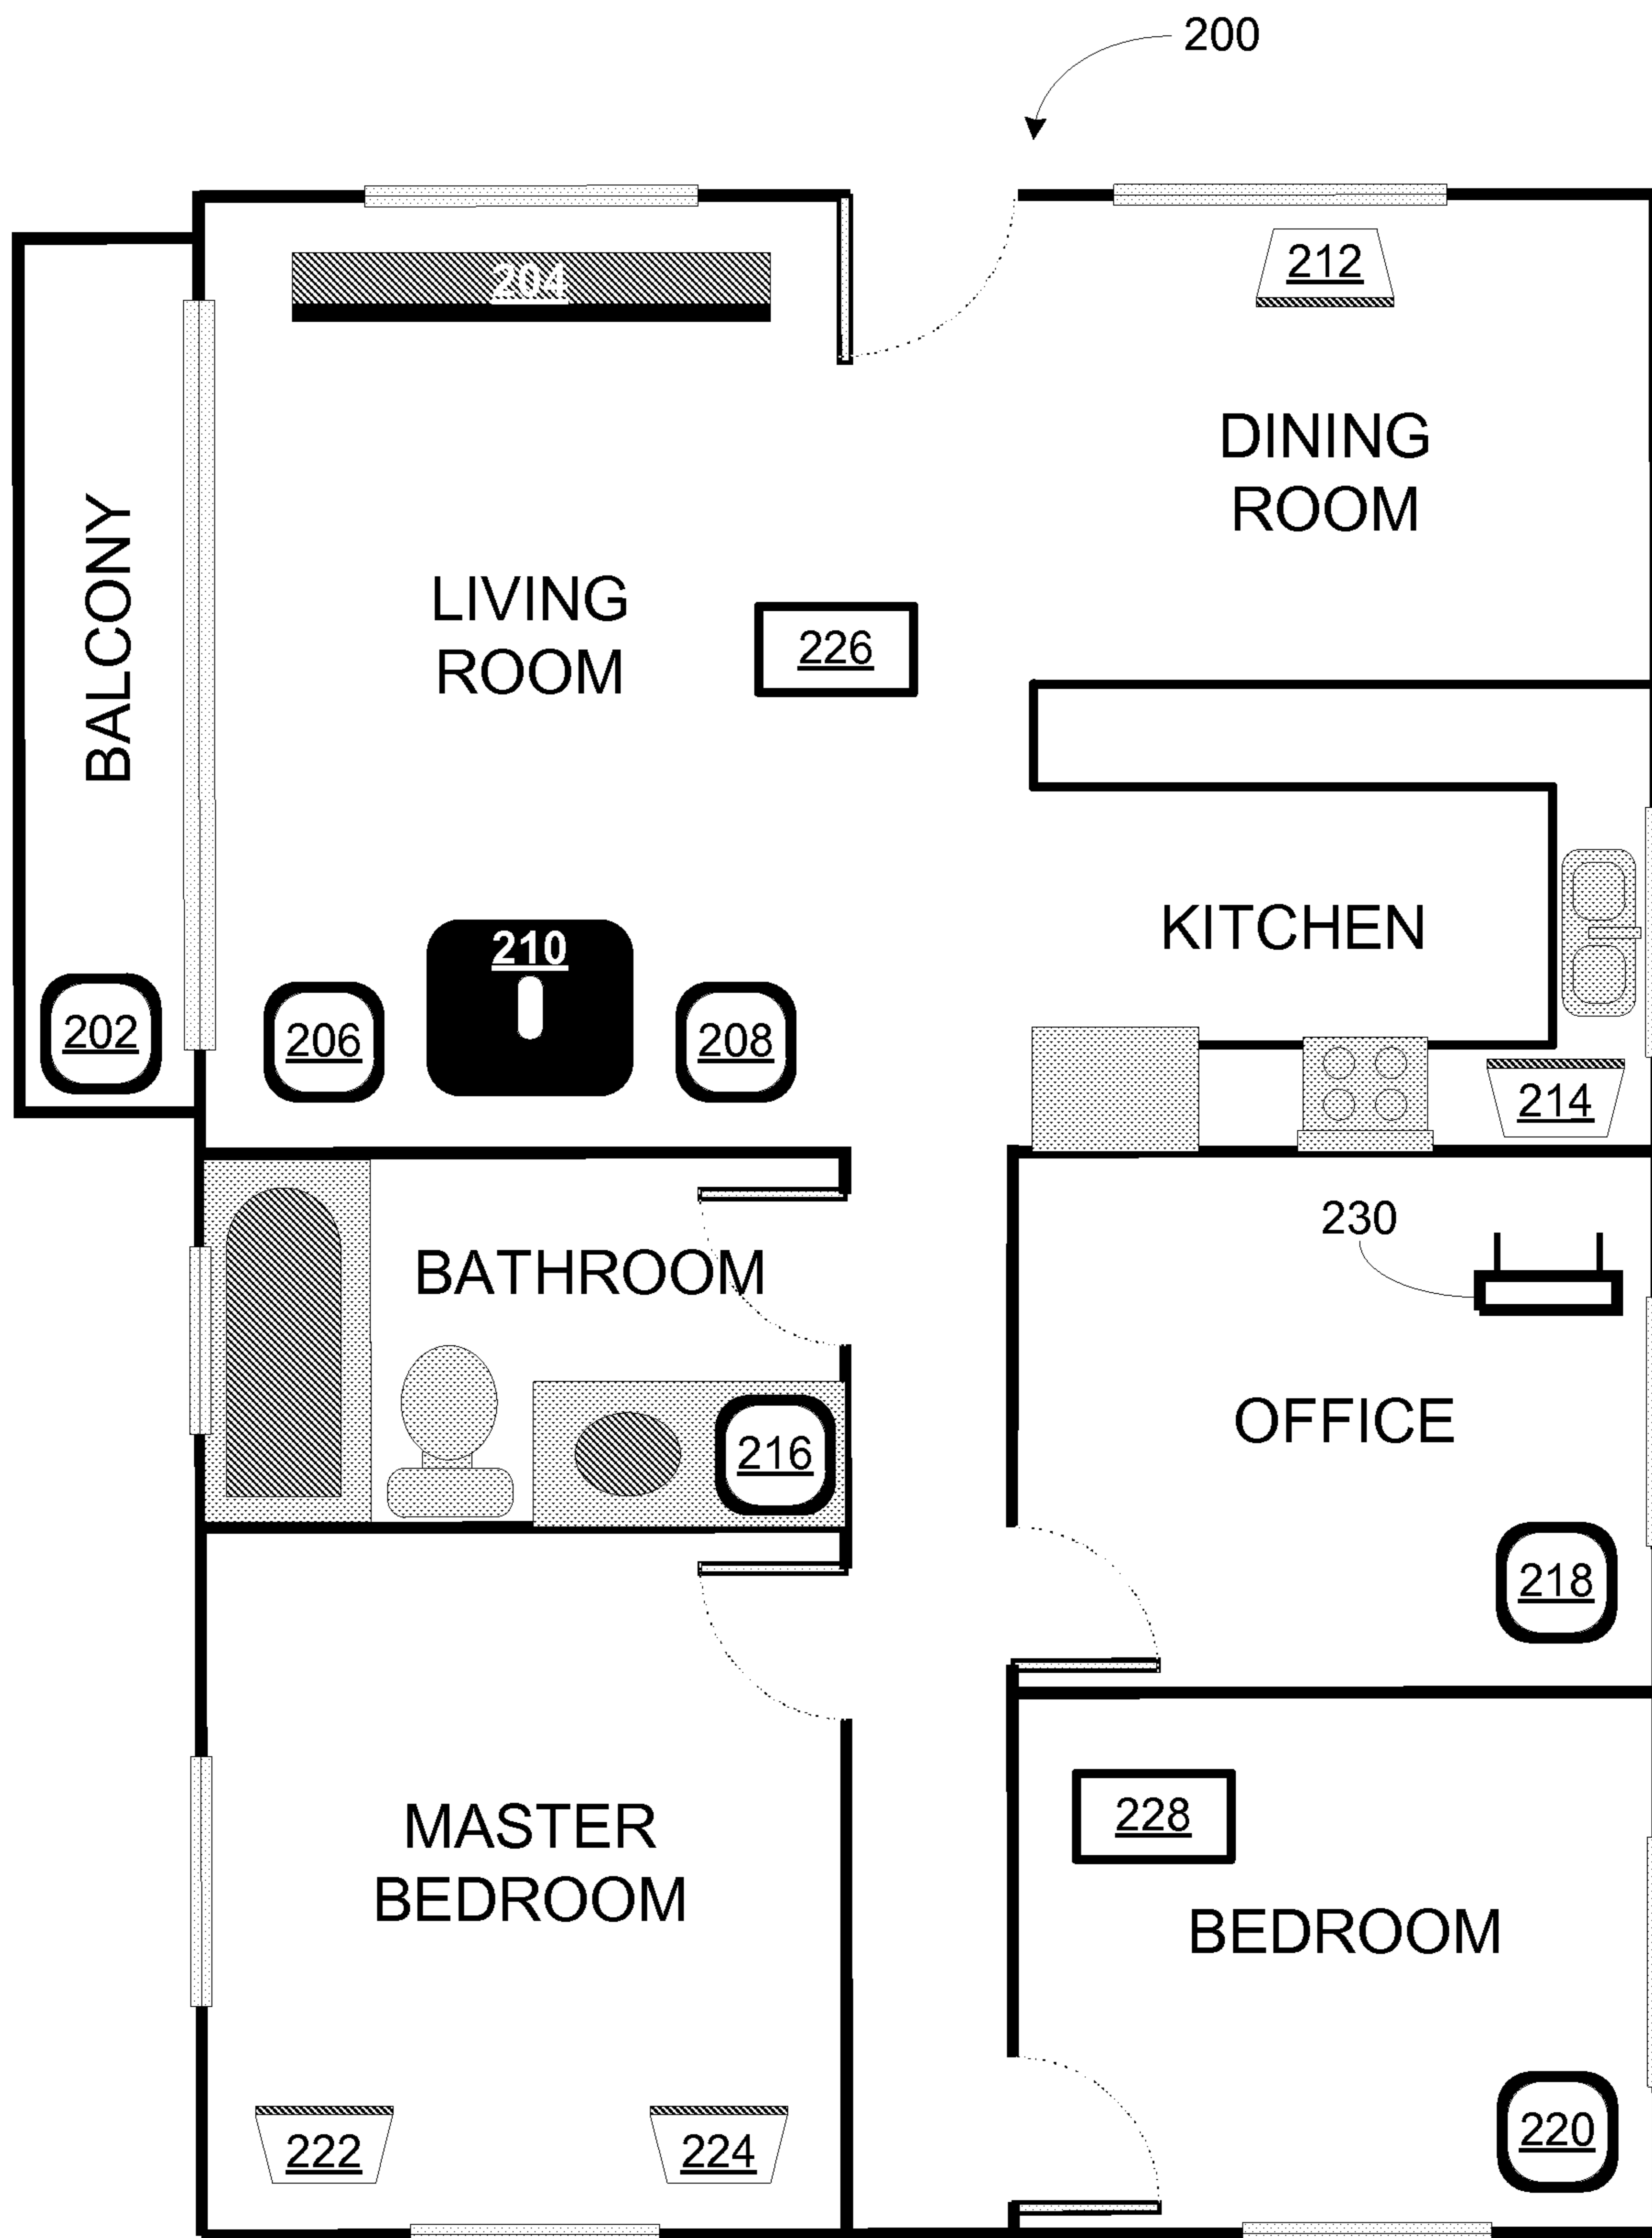 200
204
212
DINING
ROOM
BALCONY
LIVING
ROOM
226
KITCHEN
210
202
206
208
214
230
BATHROOM
OFFICE
216
218
MASTER
BEDROOM
228
BEDROOM
222
224
220